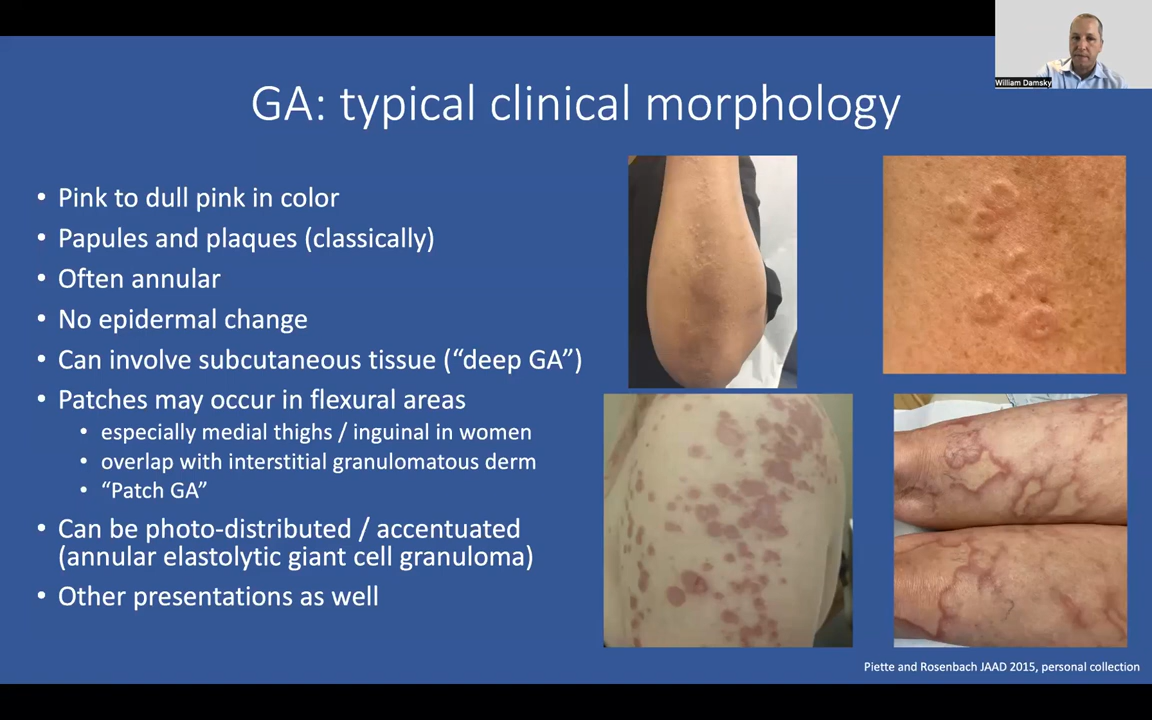 William Damsky
GA: typical clinical morphology
• Pink to dull pink in color
• Papules and plaques (classically)
• Often annular
• No epidermal change
• Can involve subcutaneous tissue (“deep GA”)
• Patches may occur in flexural areas
• especially medial thighs / inguinal in women
• overlap with interstitial granulomatous derm
• “Patch GA”
• Can be photo-distributed / accentuated
(annular elastolytic giant cell granuloma)
• Other presentations as well
Piette and Rosenbach JAAD 2015, personal collection